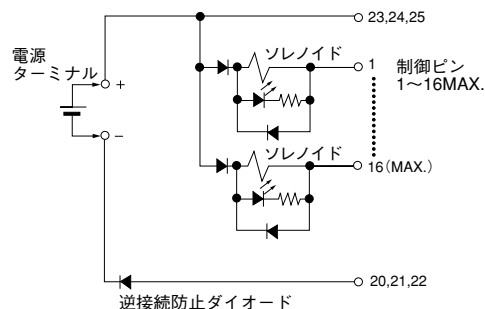 23,24,25
電源
ターミナル
+
−
ソレノイド
1
制御ピン
1〜16MAX.
ソレノイド
16(MAX.)
20,21,22
逆接続防止ダイオード